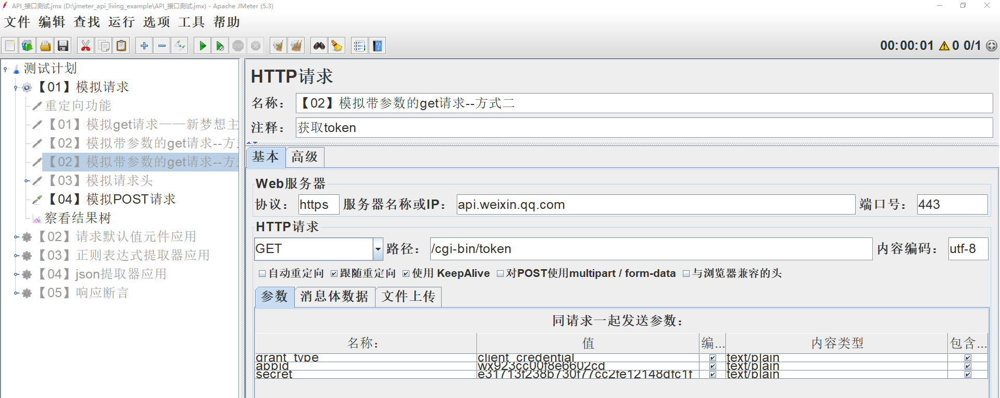 API_接口测试.jmx (D:\jmeter_api_living_example\API_接口测试.jmx) - Apache JMeter (5.3)
文件 编辑 查找 运行 选项 工具 帮助
00:00:01 0 0/1
测试计划
【01】模拟请求
重定向功能
【01】模拟get请求——新梦想主
【02】模拟带参数的get请求--方
【02】模拟带参数的get请求--方
【03】模拟请求头
【04】模拟POST请求
察看结果树
【02】请求默认值元件应用
【03】正则表达式提取器应用
【04】json提取器应用
【05】响应断言
HTTP请求
名称： 【02】模拟带参数的get请求--方式二
注释： 获取token
基本 高级
Web服务器
协议： https 服务器名称或IP： api.weixin.qq.com 端口号： 443
HTTP请求
GET 路径： /cgi-bin/token 内容编码： utf-8
自动重定向 跟随重定向 使用 KeepAlive 对POST使用multipart / form-data 与浏览器兼容的头
参数 消息体数据 文件上传
同请求一起发送参数：
名称： 值 编... 内容类型 包含...
grant_type client_credential text/plain
appid wx923cc00f8e6602cd text/plain
secret e31713f238b730f77cc2fe12148dfc1f text/plain